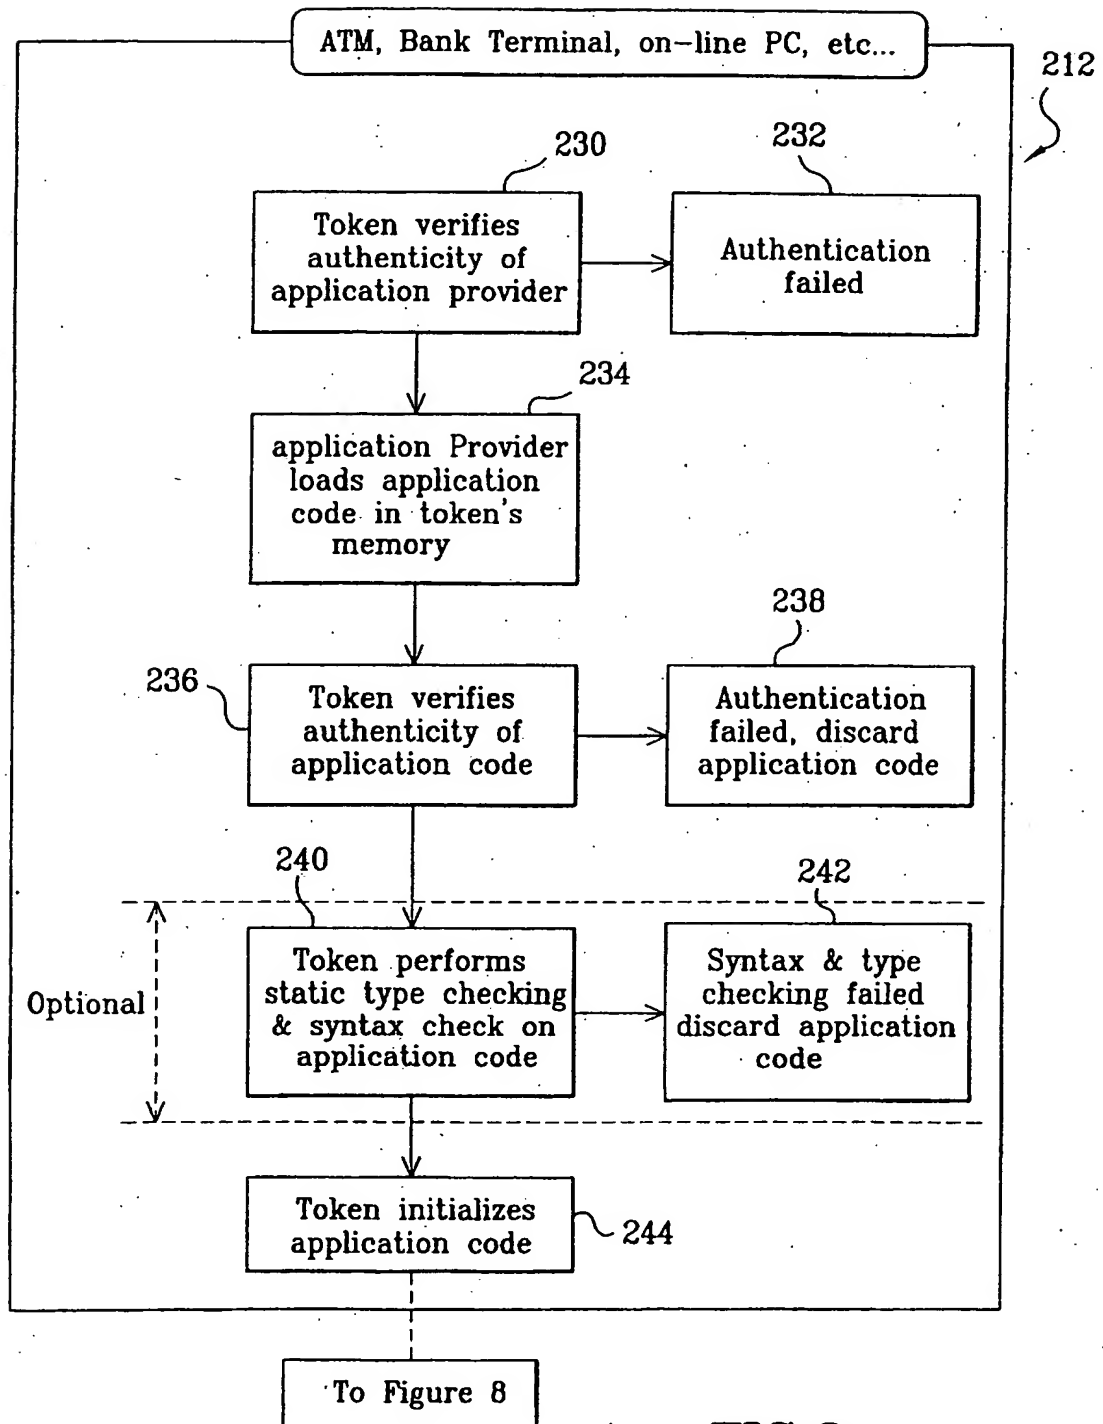 ATM, Bank Terminal, on-line PC, etc...
212
230
232
Token verifies
authenticity of
application provider
Authentication
failed
234
application Provider
loads application
code in token's
memory
238
236
Token verifies
authenticity of
application code
Authentication
failed, discard
application code
240
242
Optional
Token performs
static type checking
& syntax check on
application code
Syntax & type
checking failed
discard application
code
Token initializes
application code
244
To Figure 8